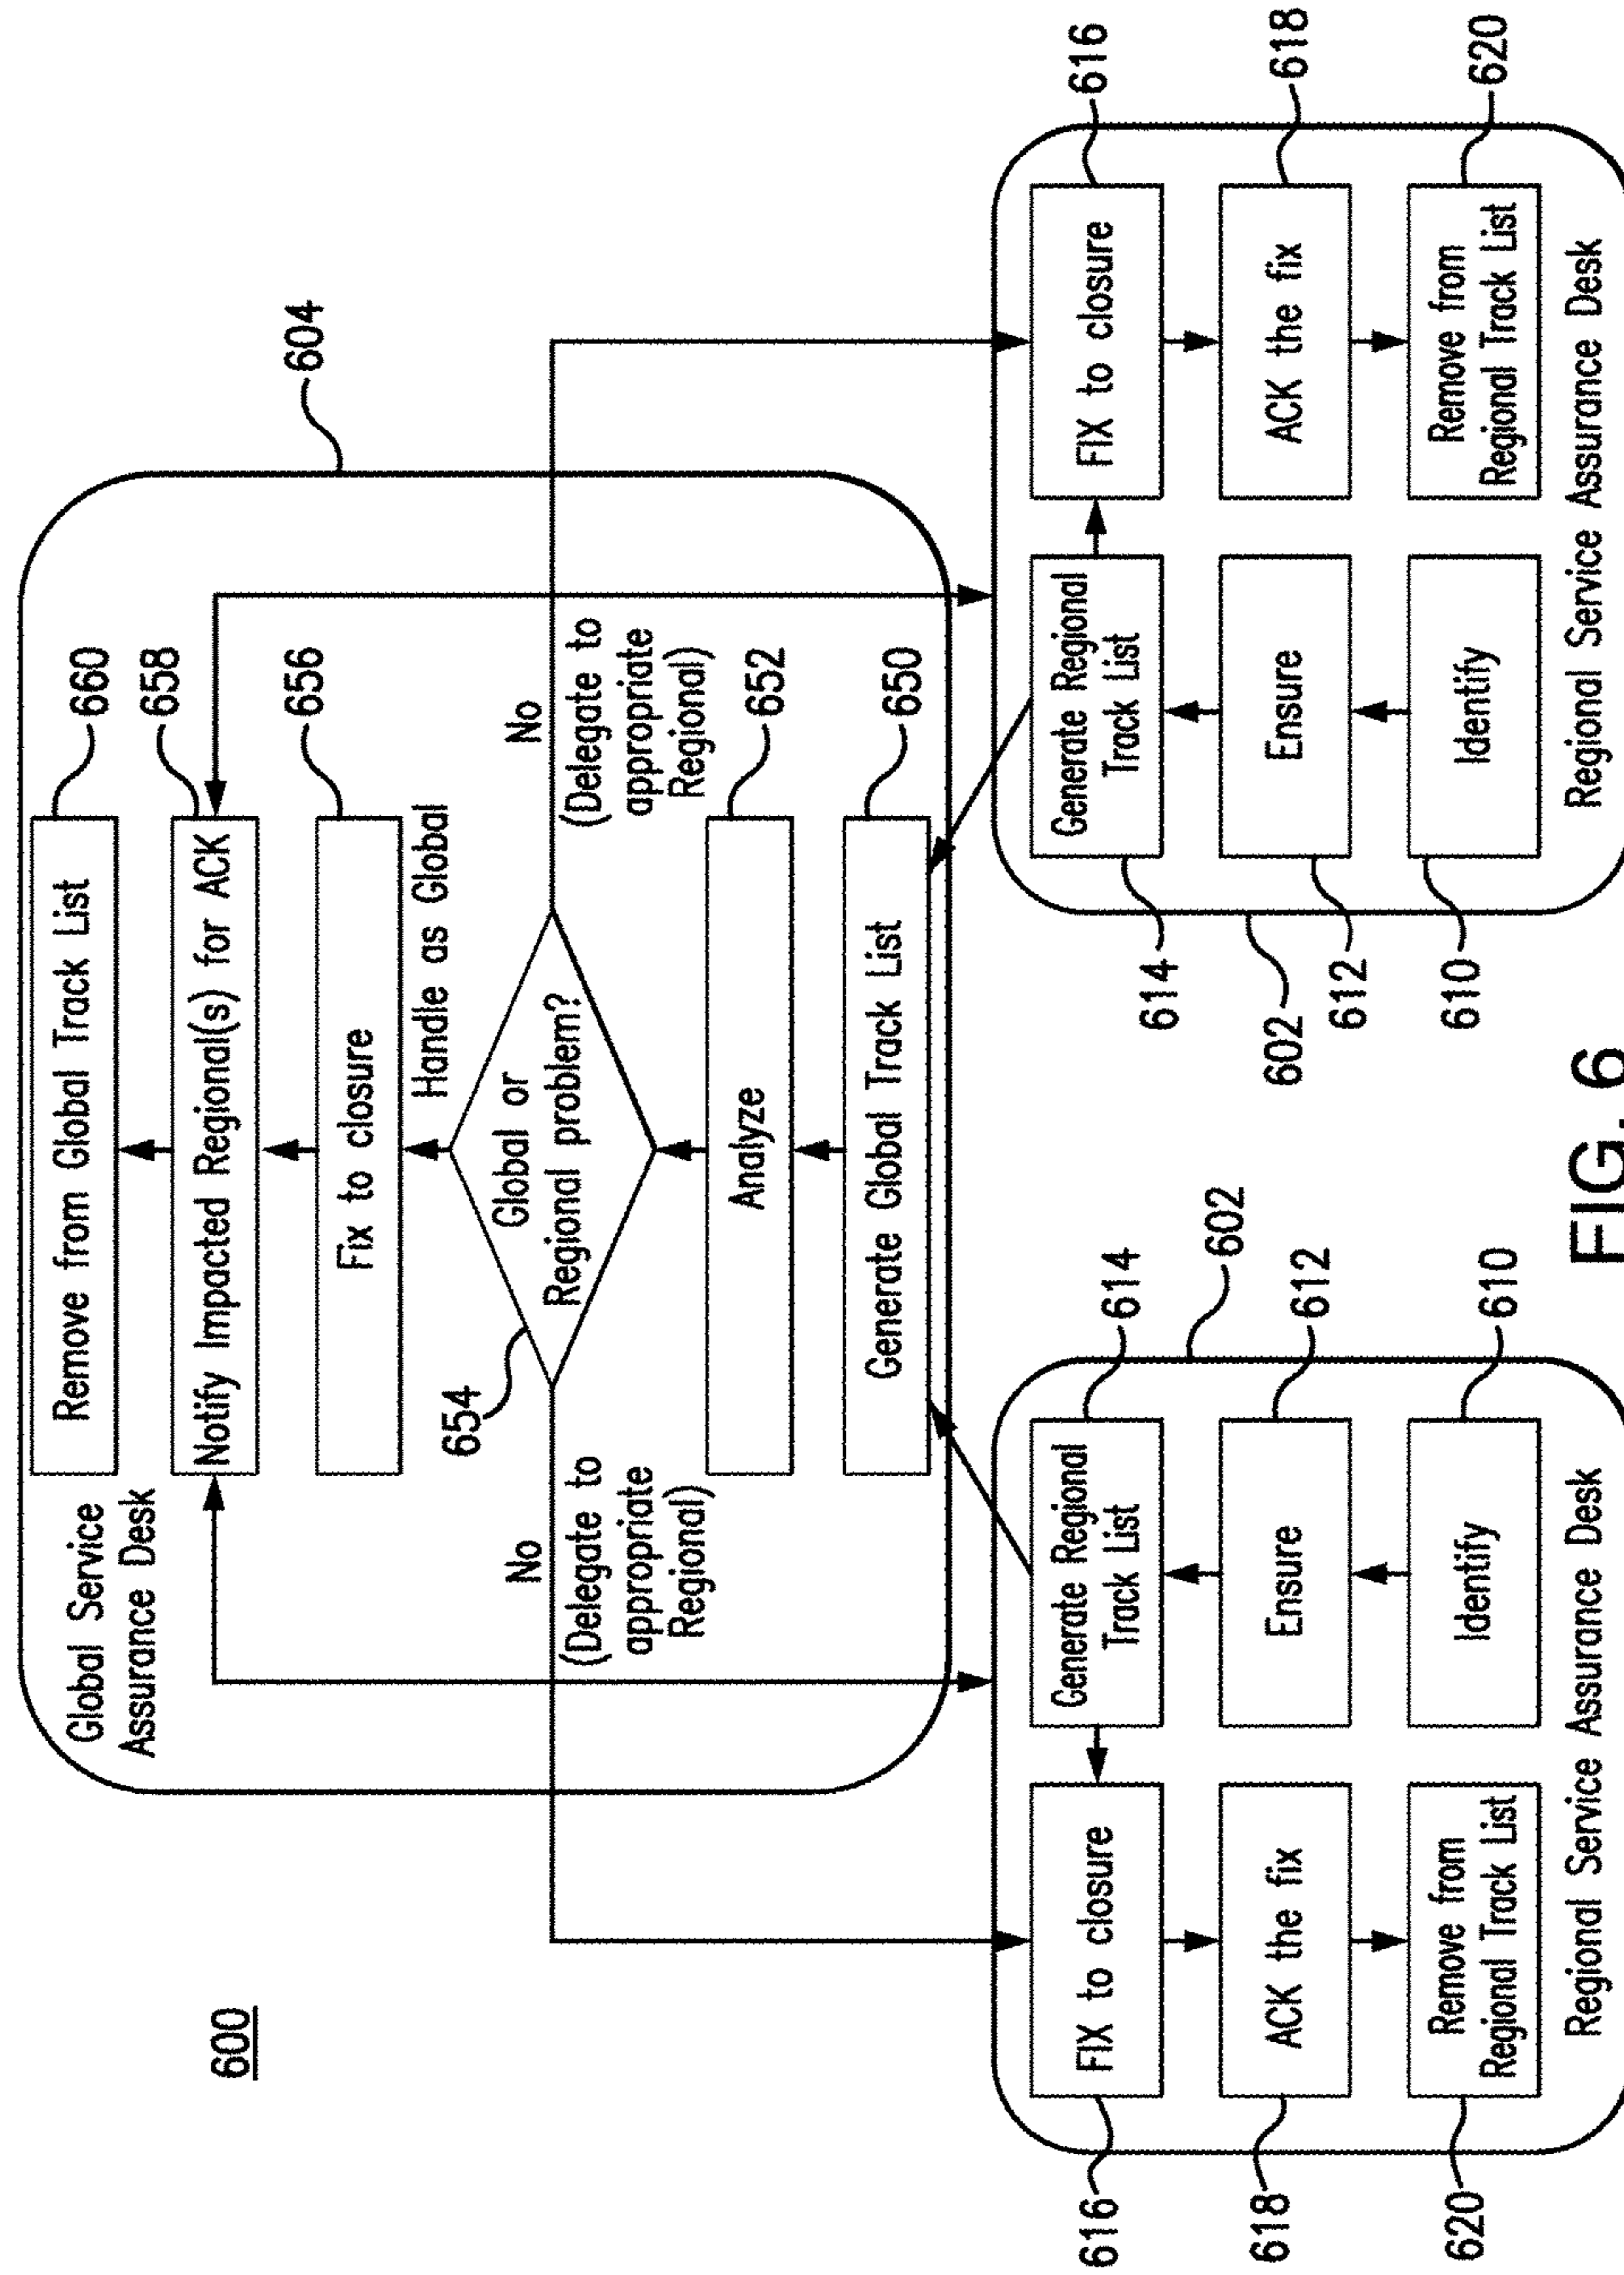 600
604
Global Service
Assurance Desk
Remove from Global Track List
660
Notify Impacted Regional(s) for ACK
658
Fix to closure
656
Handle as Global
Global or
Regional problem?
654
No
(Delegate to
appropriate
Regional)
No
(Delegate to
appropriate
Regional)
Analyze
652
Generate Global Track List
650
602
FIX to closure
616
Generate Regional
Track List
614
ACK the fix
618
Ensure
612
Remove from
Regional Track List
620
Identify
610
Regional Service Assurance Desk
602
Generate Regional
Track List
614
FIX to closure
616
Ensure
612
ACK the fix
618
Identify
610
Remove from
Regional Track List
620
Regional Service Assurance Desk
FIG. 6